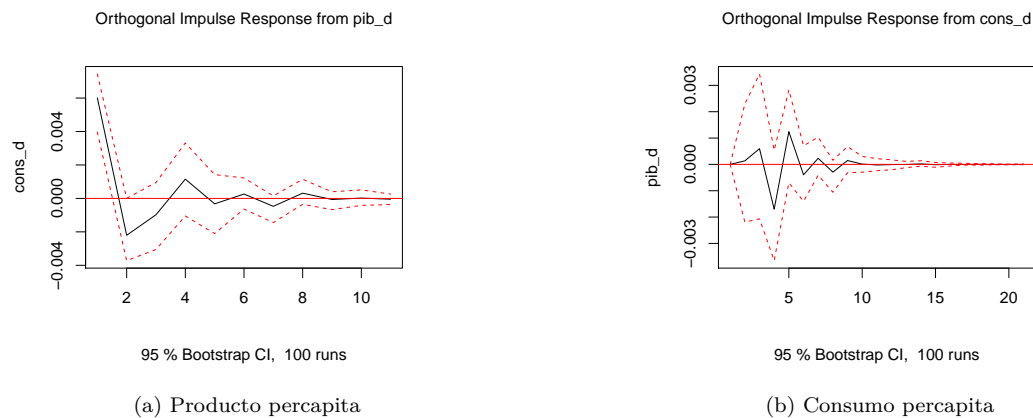 Orthogonal Impulse Response from pib_d
cons_d
0.004
0.000
−0.004
2 4 6 8 10
95 % Bootstrap CI, 100 runs
(a) Producto percapita
Orthogonal Impulse Response from cons_d
pib_d
0.003
0.000
−0.003
5 10 15 20
95 % Bootstrap CI, 100 runs
(b) Consumo percapita